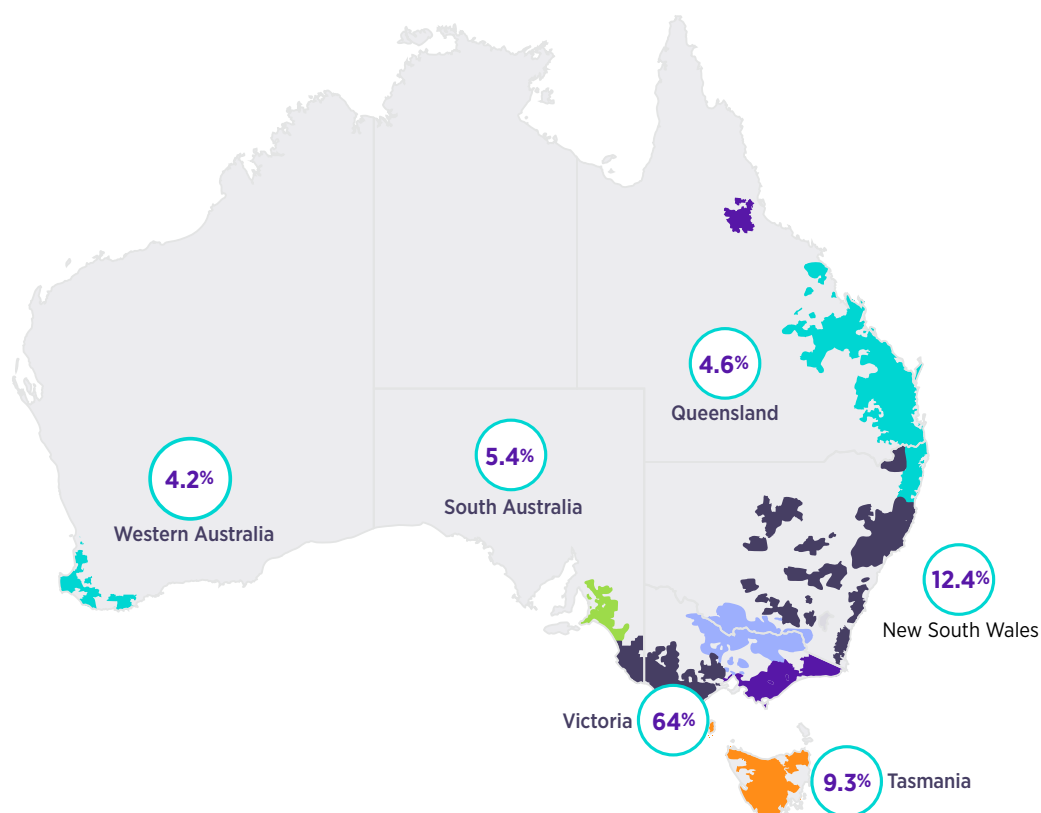 4.6%
Queensland
5.4%
South Australia
4.2%
Western Australia
12.4%
New South Wales
Victoria 64%
9.3% Tasmania